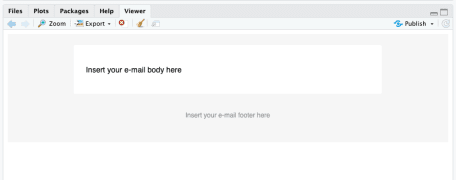 Files Plots Packages Help Viewer
Zoom Export Publish
Insert your e-mail body here
Insert your e-mail footer here